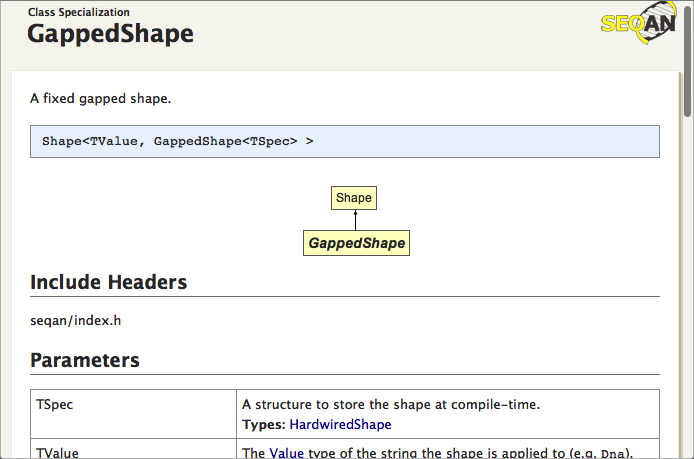 Class Specialization
GappedShape
SEQAN
A fixed gapped shape.
Shape<TValue, GappedShape<TSpec> >
Shape
GappedShape
Include Headers
seqan/index.h
Parameters
TSpec
A structure to store the shape at compile-time.
Types: HardwiredShape
TValue
The Value type of the string the shape is applied to (e.g. Dna).